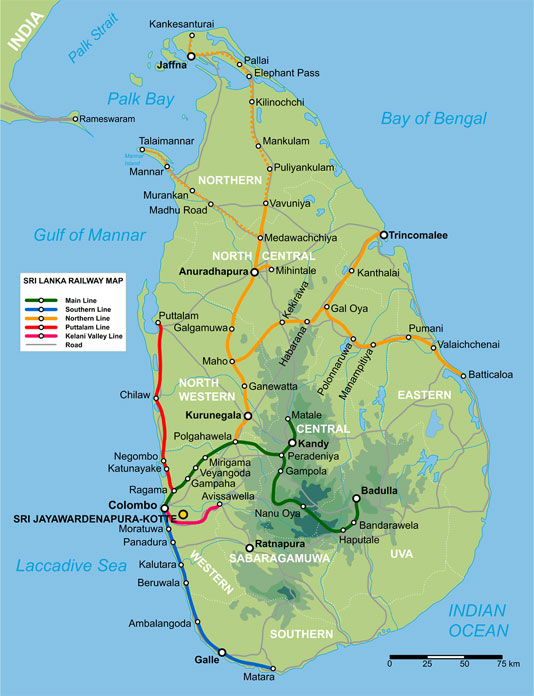 INDIA
Palk Strait
Kankesanturai
Jaffna
Pallai
Elephant Pass
Palk Bay
Kilinochchi
Bay of Bengal
Rameswaram
Mankulam
Talaimannar
Mannar
Island
Mannar
Puliyankulam
NORTHERN
Murankan
Madhu Road
Vavuniya
Gulf of Mannar
Medawachchiya
Trincomalee
NORTH CENTRAL
Anuradhapura
Mihintale
Kanthalai
SRI LANKA RAILWAY MAP
Main Line
Southern Line
Northern Line
Puttalam Line
Kelani Valley Line
Road
Puttalam
Galgamuwa
Kekirawa
Habarana
Gal Oya
Polonnaruwa
Manampitiya
Pumani
Valaichchenai
Maho
Batticaloa
NORTH
WESTERN
Ganewatta
EASTERN
Chilaw
Kurunegala
Matale
CENTRAL
Kandy
Polgahawela
Peradeniya
Negombo
Katunayake
Mirigama
Veyangoda
Gampaha
Gampola
Ragama
Avissawella
Badulla
Colombo
SRI JAYAWARDENAPURA-KOTTE
Nanu Oya
Bandarawela
Moratuwa
Haputale
Panadura
Ratnapura
SABARAGAMUWA
UVA
Laccadive Sea
Kalutara
WESTERN
Beruwala
Ambalangoda
SOUTHERN
INDIAN
OCEAN
Galle
Matara
0 25 50 75 km